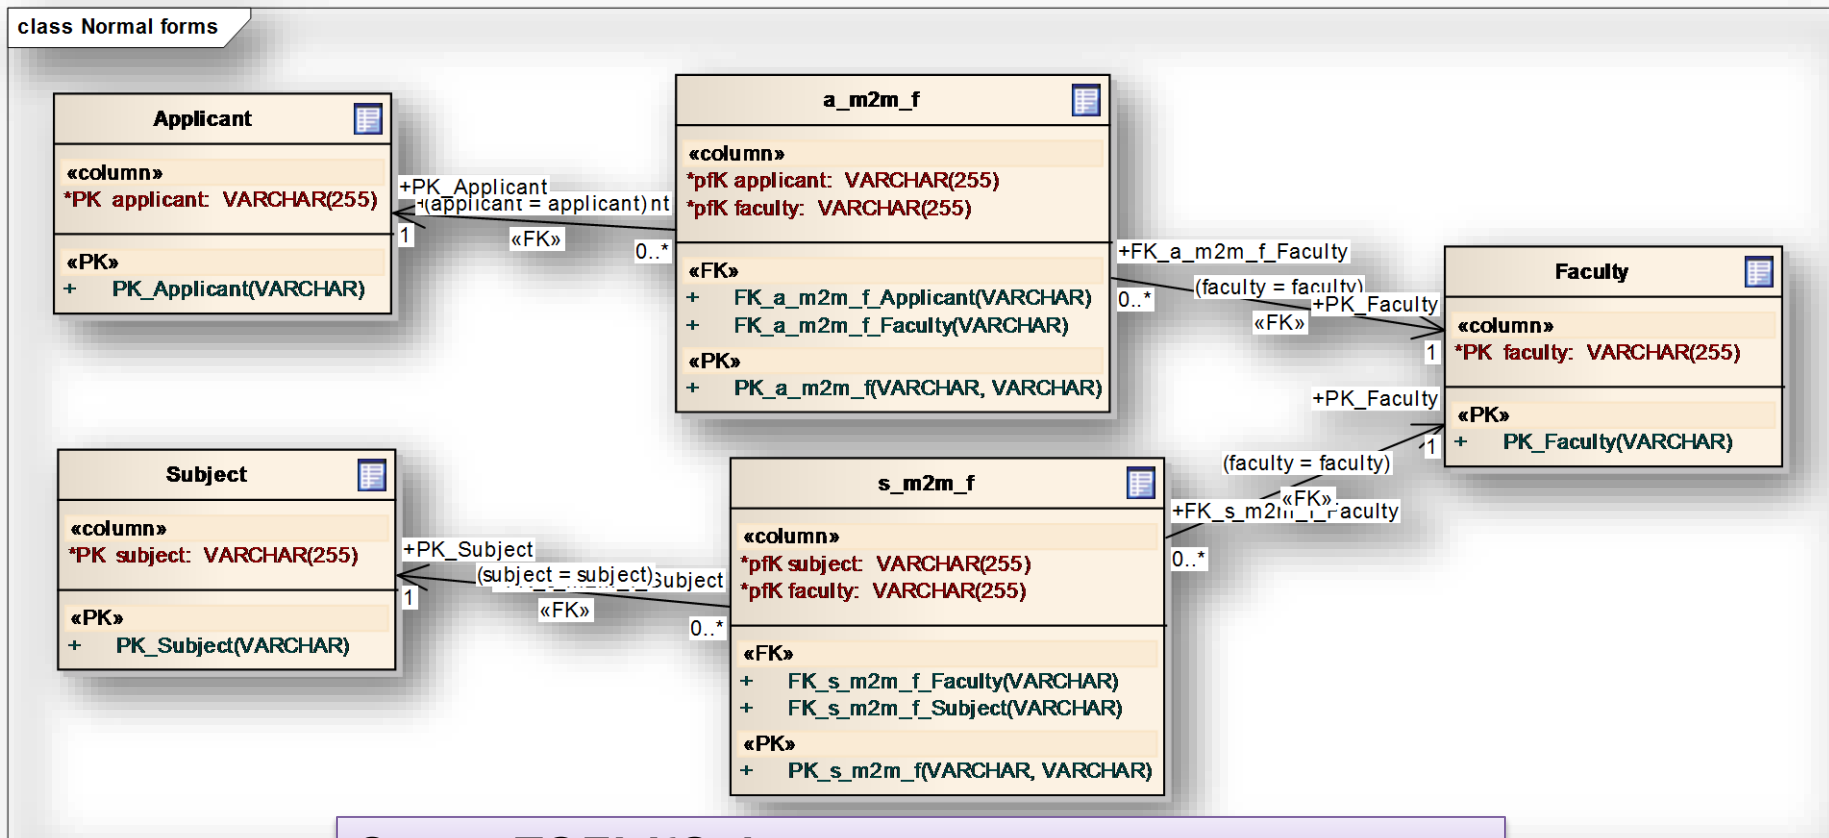 class Normal forms
Applicant
«column»
*PK applicant: VARCHAR(255)
«PK»
+ PK_Applicant(VARCHAR)
+PK_Applicant
(applicant = applicant)
1
«FK»
0..*
a_m2m_f
«column»
*pfK applicant: VARCHAR(255)
*pfK faculty: VARCHAR(255)
«FK»
+ FK_a_m2m_f_Applicant(VARCHAR)
+ FK_a_m2m_f_Faculty(VARCHAR)
«PK»
+ PK_a_m2m_f(VARCHAR, VARCHAR)
+FK_a_m2m_f_Faculty
0..*
(faculty = faculty)
+PK_Faculty
«FK»
1
Faculty
«column»
*PK faculty: VARCHAR(255)
«PK»
+ PK_Faculty(VARCHAR)
+PK_Faculty
1
(faculty = faculty)
«FK»
+FK_s_m2m_f_Faculty
0..*
Subject
«column»
*PK subject: VARCHAR(255)
«PK»
+ PK_Subject(VARCHAR)
+PK_Subject
(subject = subject)
1
«FK»
0..*
s_m2m_f
«column»
*pfK subject: VARCHAR(255)
*pfK faculty: VARCHAR(255)
«FK»
+ FK_s_m2m_f_Faculty(VARCHAR)
+ FK_s_m2m_f_Subject(VARCHAR)
«PK»
+ PK_s_m2m_f(VARCHAR, VARCHAR)